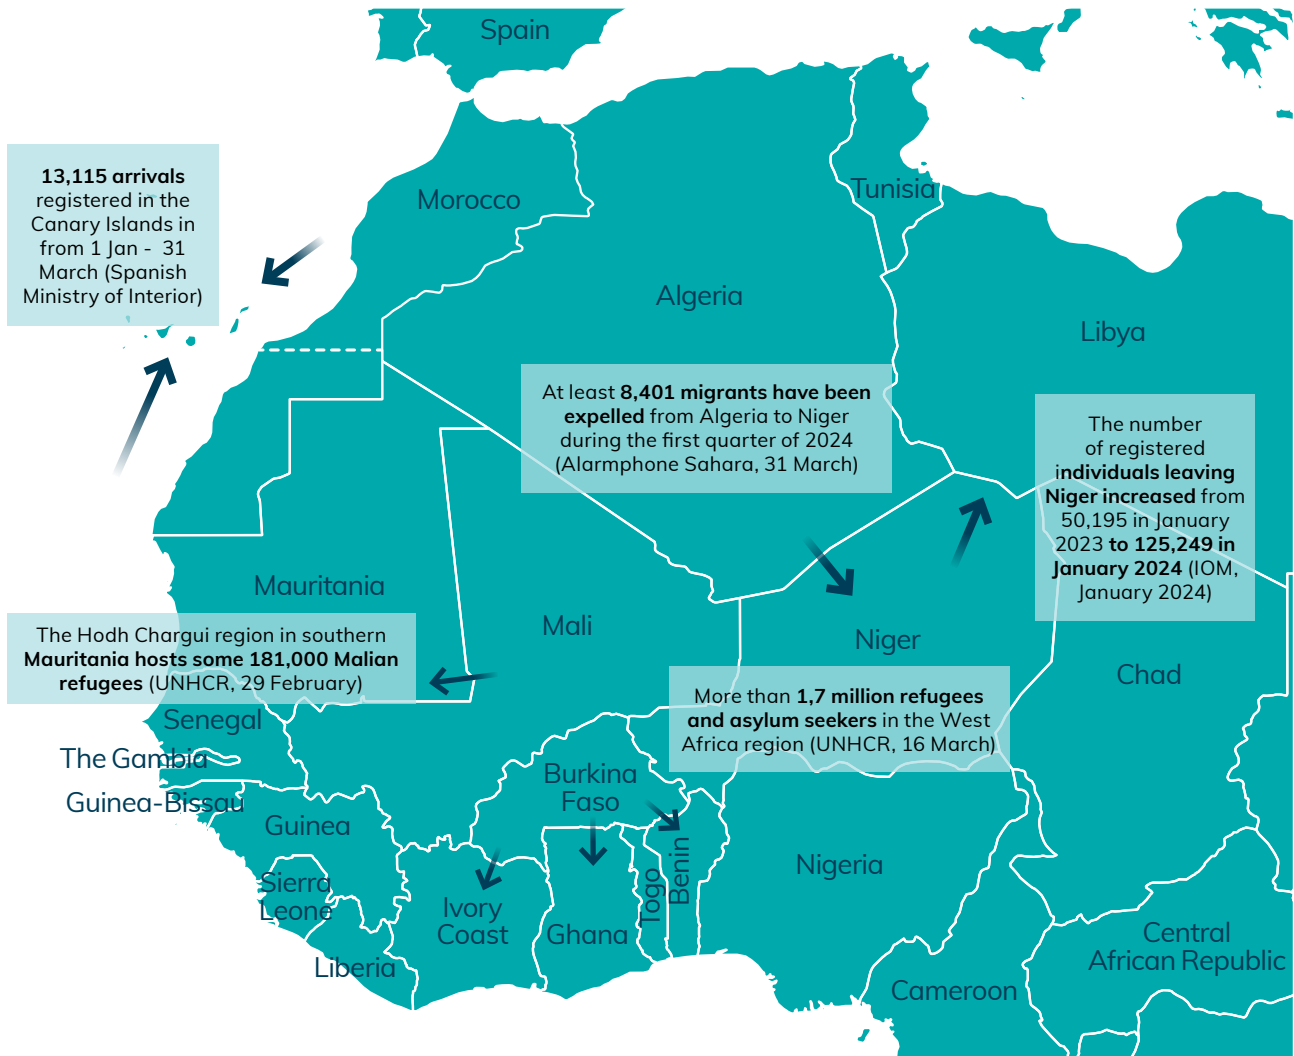 Spain
13,115 arrivals
registered in the
Canary Islands in
from 1 Jan - 31
March (Spanish
Ministry of Interior)
Morocco
Tunisia
Algeria
Libya
At least 8,401 migrants have been
expelled from Algeria to Niger
during the first quarter of 2024
(Alarmphone Sahara, 31 March)
The number
of registered
individuals leaving
Niger increased from
50,195 in January
2023 to 125,249 in
January 2024 (IOM,
January 2024)
Mauritania
Mali
Niger
The Hodh Chargui region in southern
Mauritania hosts some 181,000 Malian
refugees (UNHCR, 29 February)
Chad
More than 1,7 million refugees
and asylum seekers in the West
Africa region (UNHCR, 16 March)
Senegal
The Gambia
Guinea-Bissau
Burkina
Faso
Guinea
Sierra
Leone
Liberia
Ivory
Coast
Ghana
Togo
Benin
Nigeria
Cameroon
Central
African Republic